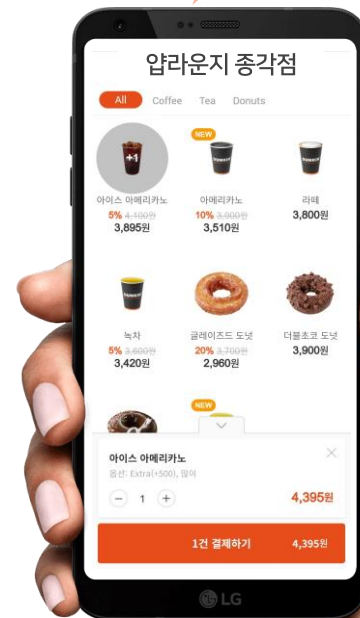 얍라운지 종각점
All Coffee Tea Donuts
+1
NEW
아이스 아메리카노 아메리카노 라떼
5% 4,100원 10% 3,900원 3,800원
3,895원 3,510원
녹차 글레이즈드 도넛 더블초코 도넛
5% 3,600원 20% 3,700원 3,900원
3,420원 2,960원
NEW
아이스 아메리카노
옵션: Extra(+500), 많이
1 4,395원
1건 결제하기 4,395원
LG